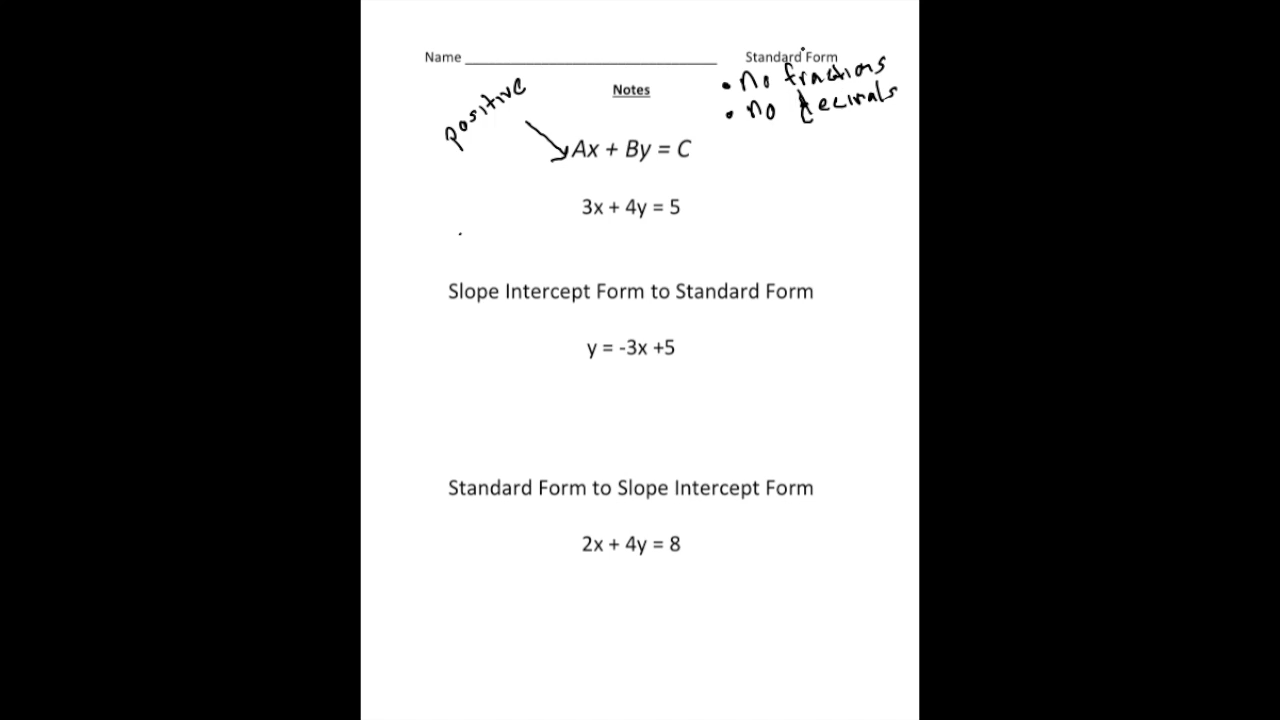 Name ________________________________ Standard Form
• no fractions
Notes
• no decimals
positive
Ax + By = C
3x + 4y = 5
Slope Intercept Form to Standard Form
y = -3x +5
Standard Form to Slope Intercept Form
2x + 4y = 8